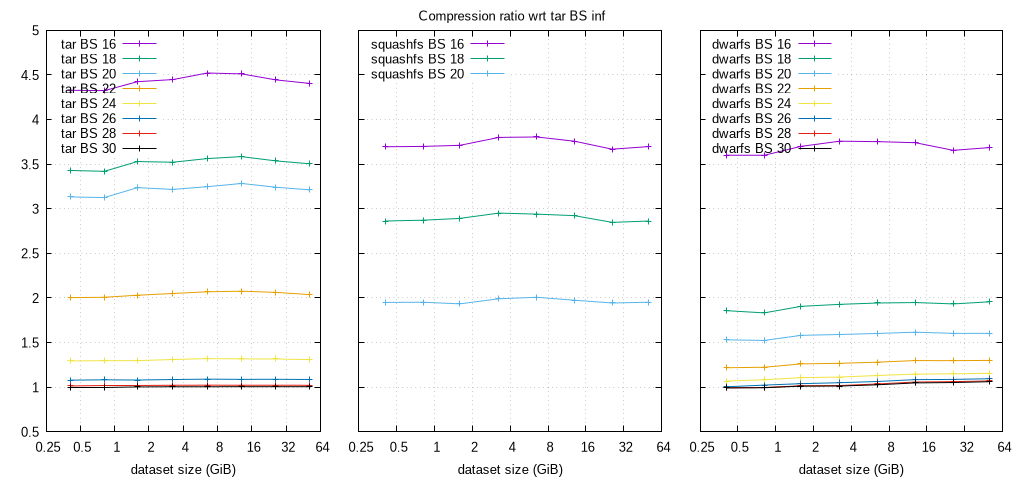 Compression ratio wrt tar BS inf
5
4.5
4
3.5
3
2.5
2
1.5
1
0.5
tar BS 16
tar BS 18
tar BS 20
tar BS 22
tar BS 24
tar BS 26
tar BS 28
tar BS 30
0.25 0.5 1 2 4 8 16 32 64
dataset size (GiB)
squashfs BS 16
squashfs BS 18
squashfs BS 20
0.25 0.5 1 2 4 8 16 32 64
dataset size (GiB)
dwarfs BS 16
dwarfs BS 18
dwarfs BS 20
dwarfs BS 22
dwarfs BS 24
dwarfs BS 26
dwarfs BS 28
dwarfs BS 30
0.25 0.5 1 2 4 8 16 32 64
dataset size (GiB)